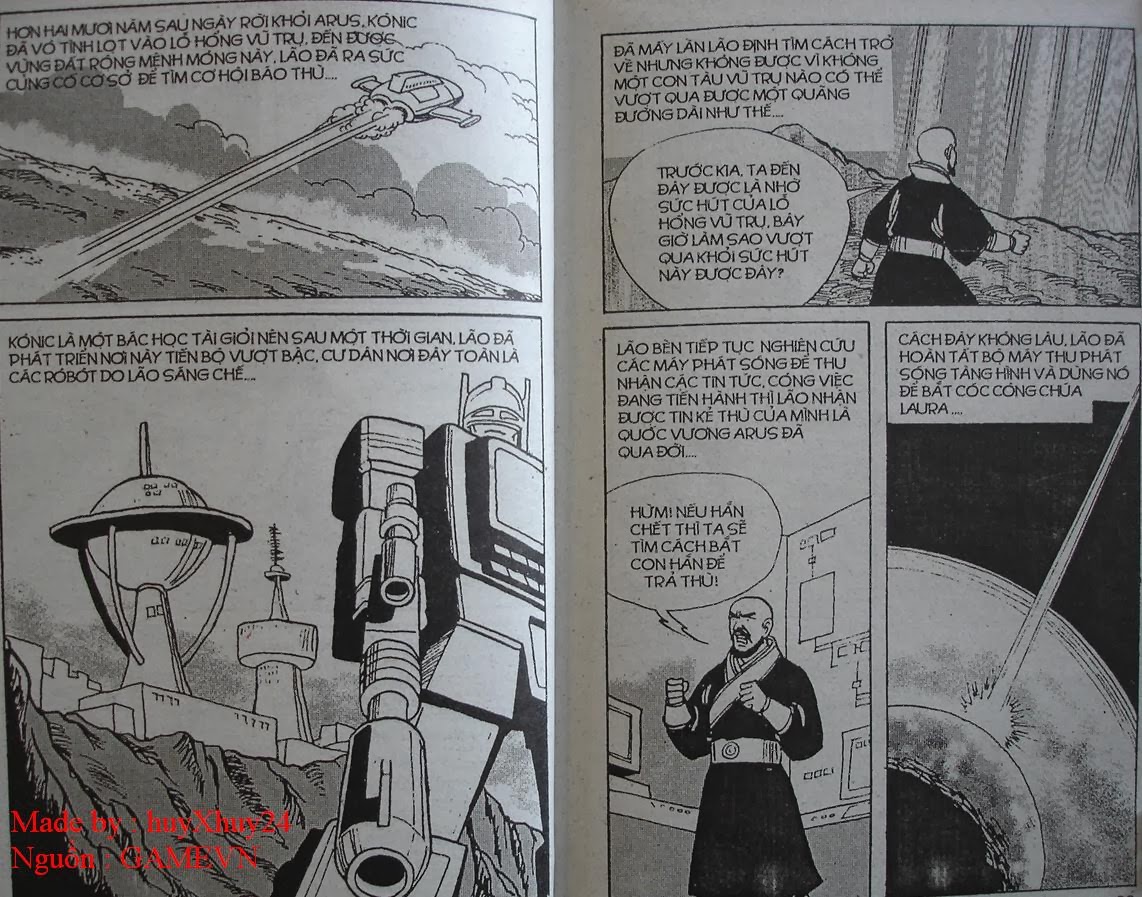 HƠN HAI MƯƠI NĂM SAU NGÀY RỜI KHỎI ARUS, KÓNIC
ĐÃ VÔ TÌNH LỌT VÀO LỖ HỔNG VŨ TRỤ, ĐẾN ĐƯỢC
VÙNG ĐẤT RỘNG MÊNH MÔNG NÀY, LÃO ĐÃ RA SỨC
CỦNG CỐ CƠ SỞ ĐỂ TÌM CƠ HỘI BÁO THÙ....
KÓNIC LÀ MỘT BÁC HỌC TÀI GIỎI NÊN SAU MỘT THỜI GIAN, LÃO ĐÃ
PHÁT TRIỂN NƠI NÀY TIẾN BỘ VƯỢT BẬC, CƯ DÂN NƠI ĐÂY TOÀN LÀ
CÁC RÔBÔT DO LÃO SÁNG CHẾ....
Made by : huyXhuy24
Nguồn : GAMEVN
ĐÃ MẤY LẦN LÃO ĐỊNH TÌM CÁCH TRỞ
VỀ NHƯNG KHÔNG ĐƯỢC VÌ KHÔNG
MỘT CON TÀU VŨ TRỤ NÀO CÓ THỂ
VƯỢT QUA ĐƯỢC MỘT QUÃNG
ĐƯỜNG DÀI NHƯ THẾ....
TRƯỚC KIA, TA ĐẾN
ĐÂY ĐƯỢC LÀ NHỜ
SỨC HÚT CỦA LỖ
HỔNG VŨ TRỤ, BÂY
GIỜ LÀM SAO VƯỢT
QUA KHỎI SỨC HÚT
NÀY ĐƯỢC ĐÂY?
LÃO BÈN TIẾP TỤC NGHIÊN CỨU
CÁC MÁY PHÁT SÓNG ĐỂ THU
NHẬN CÁC TIN TỨC, CÔNG VIỆC
ĐANG TIẾN HÀNH THÌ LÃO NHẬN
ĐƯỢC TIN KẺ THÙ CỦA MÌNH LÀ
QUỐC VƯƠNG ARUS ĐÃ
QUA ĐỜI....
HỪM! NẾU HẮN
CHẾT THÌ TA SẼ
TÌM CÁCH BẮT
CON HẮN ĐỂ
TRẢ THÙ!
CÁCH ĐÂY KHÔNG LÂU, LÃO ĐÃ
HOÀN TẤT BỘ MÁY THU PHÁT
SÓNG TÀNG HÌNH VÀ DÙNG NÓ
ĐỂ BẮT CÓC CÔNG CHÚA
LAURA ....